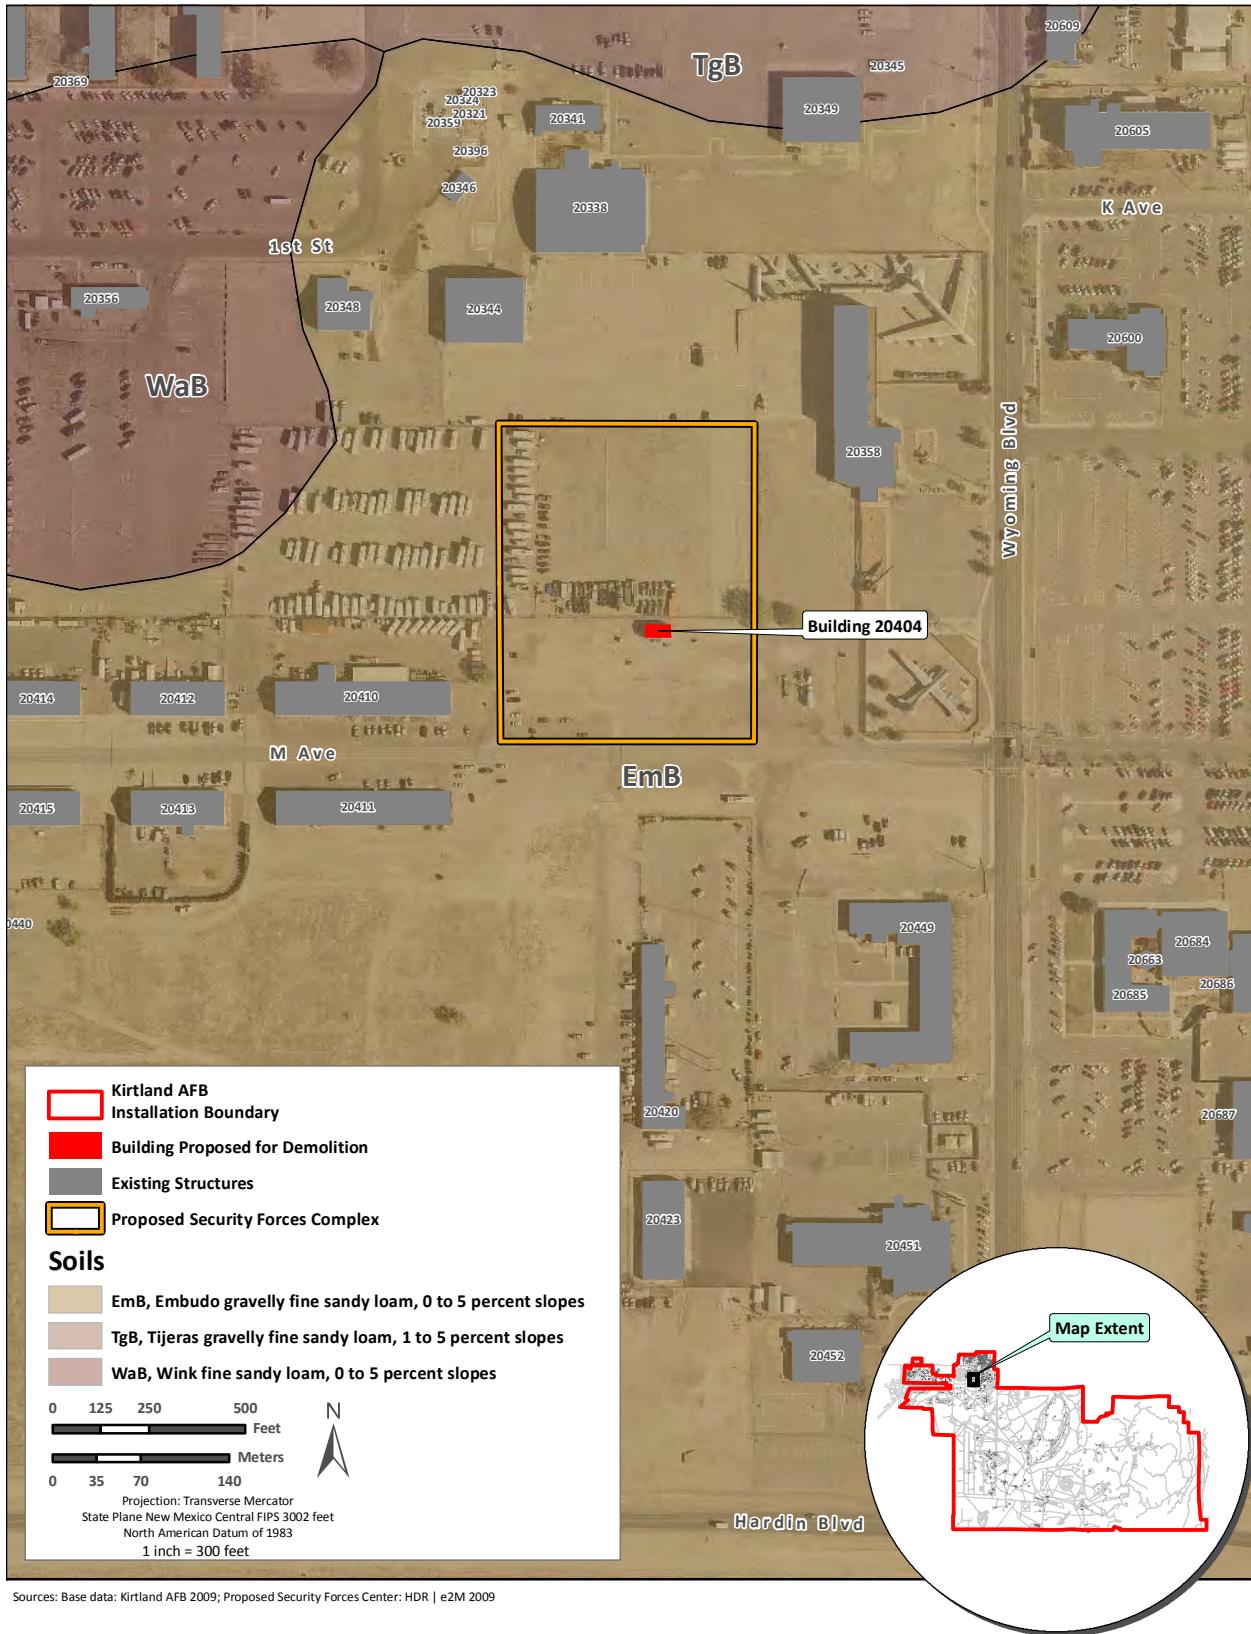 20609
TgB
20345
20369
20323
20324
20349
20321
20341
20359
20605
20396
20346
20338
K Ave
1st St
20356
20348
20344
20600
WaB
Wyoming Blvd
20358
Building 20404
20414
20412
20410
M Ave
EmB
20415
20413
20411
20449
20684
20663
20686
20685
20420
20687
20423
20451
20452
Hardin Blvd
Kirtland AFB
Installation Boundary
Building Proposed for Demolition
Existing Structures
Proposed Security Forces Complex
Soils
EmB, Embudo gravelly fine sandy loam, 0 to 5 percent slopes
TgB, Tijeras gravelly fine sandy loam, 1 to 5 percent slopes
WaB, Wink fine sandy loam, 0 to 5 percent slopes
0 125 250 500
Feet
Meters
0 35 70 140
N
Projection: Transverse Mercator
State Plane New Mexico Central FIPS 3002 feet
North American Datum of 1983
1 inch = 300 feet
Map Extent
Sources: Base data: Kirtland AFB 2009; Proposed Security Forces Center: HDR | e2M 2009